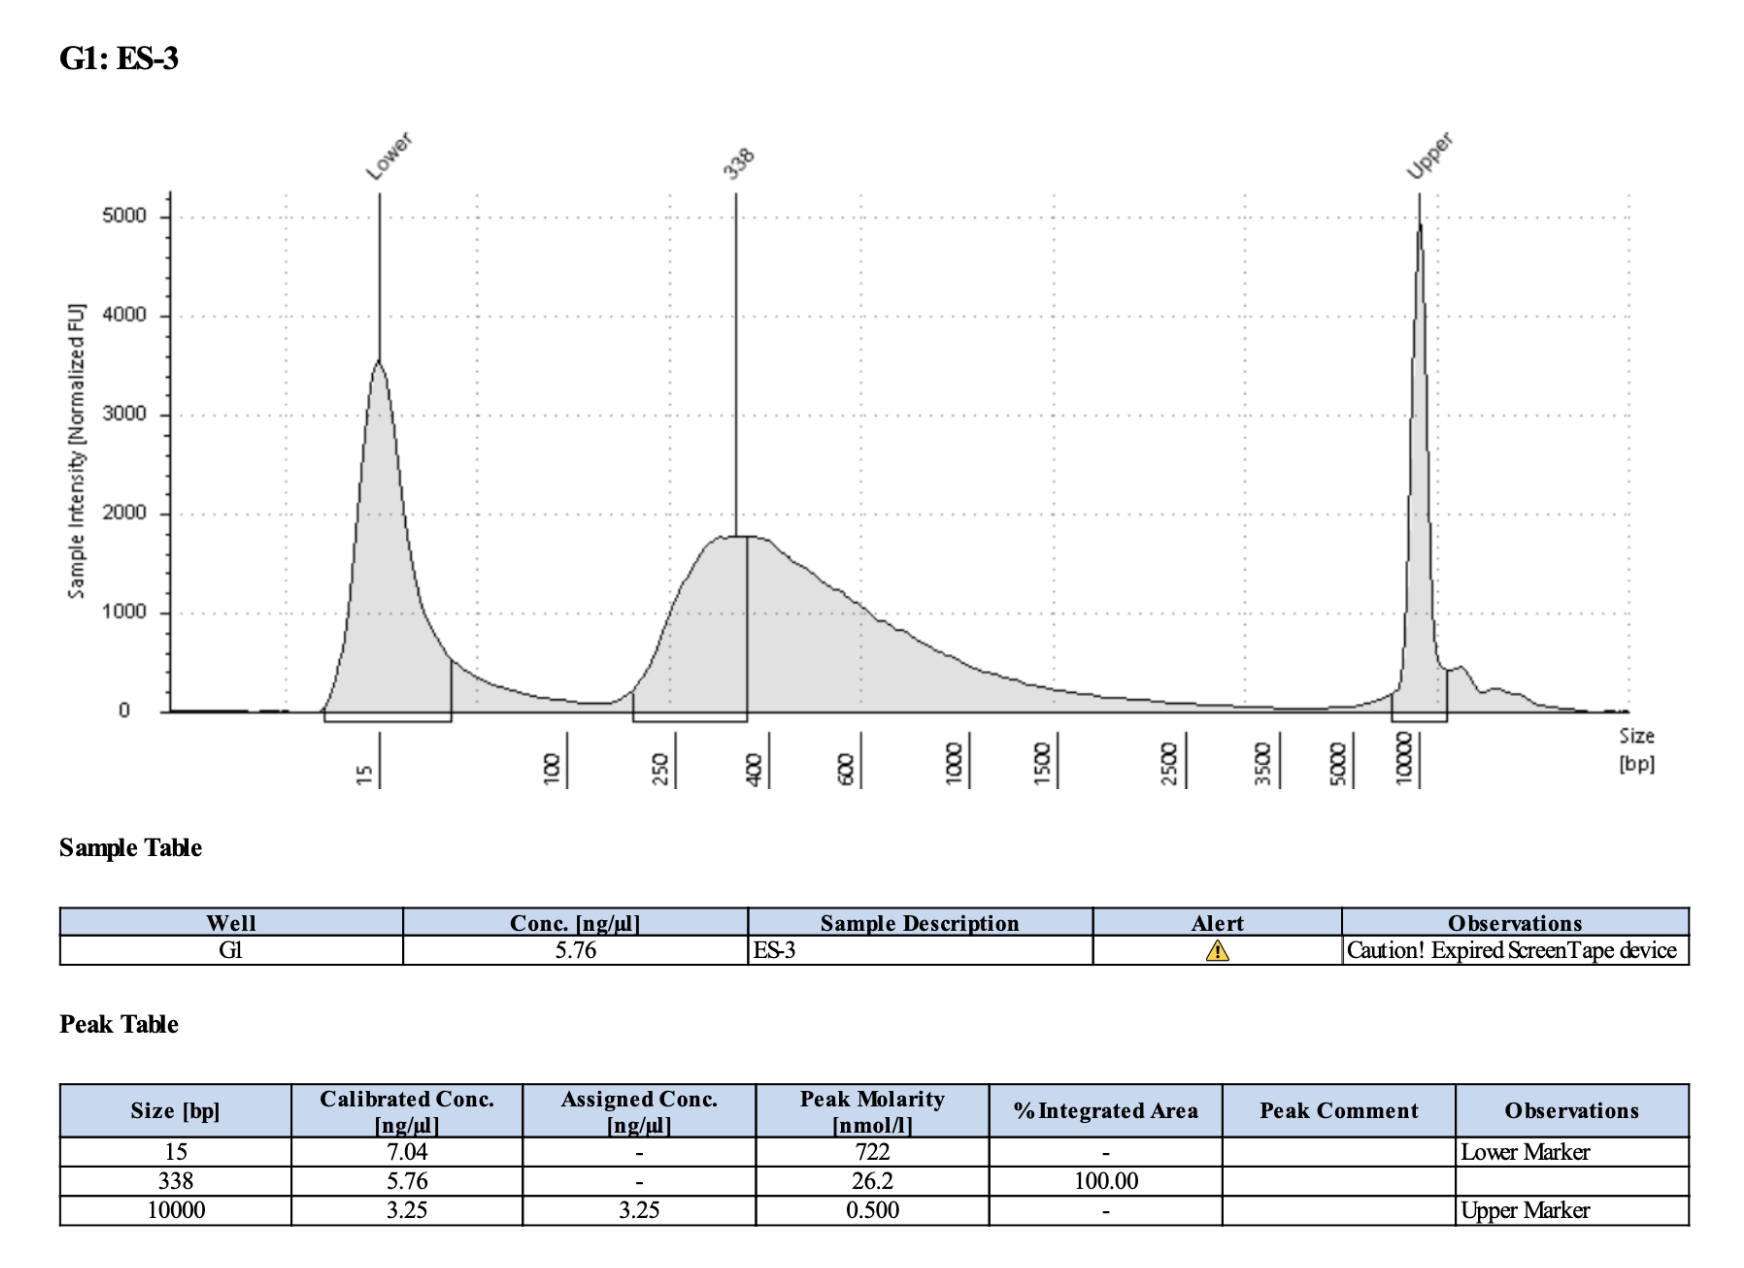 G1: ES-3
Lower
338
Upper
5000
4000
3000
2000
1000
0
Sample Intensity [Normalized FU]
15
100
250
400
600
1000
1500
2500
3500
5000
10000
Size
[bp]
Sample Table
Well Conc. [ng/µl] Sample Description Alert Observations
G1 5.76 ES-3 Caution! Expired ScreenTape device
Peak Table
Size [bp] Calibrated Conc. [ng/µl] Assigned Conc. [ng/µl] Peak Molarity [nmol/l] % Integrated Area Peak Comment Observations
15 7.04 - 722 - Lower Marker
338 5.76 - 26.2 100.00
10000 3.25 3.25 0.500 - Upper Marker